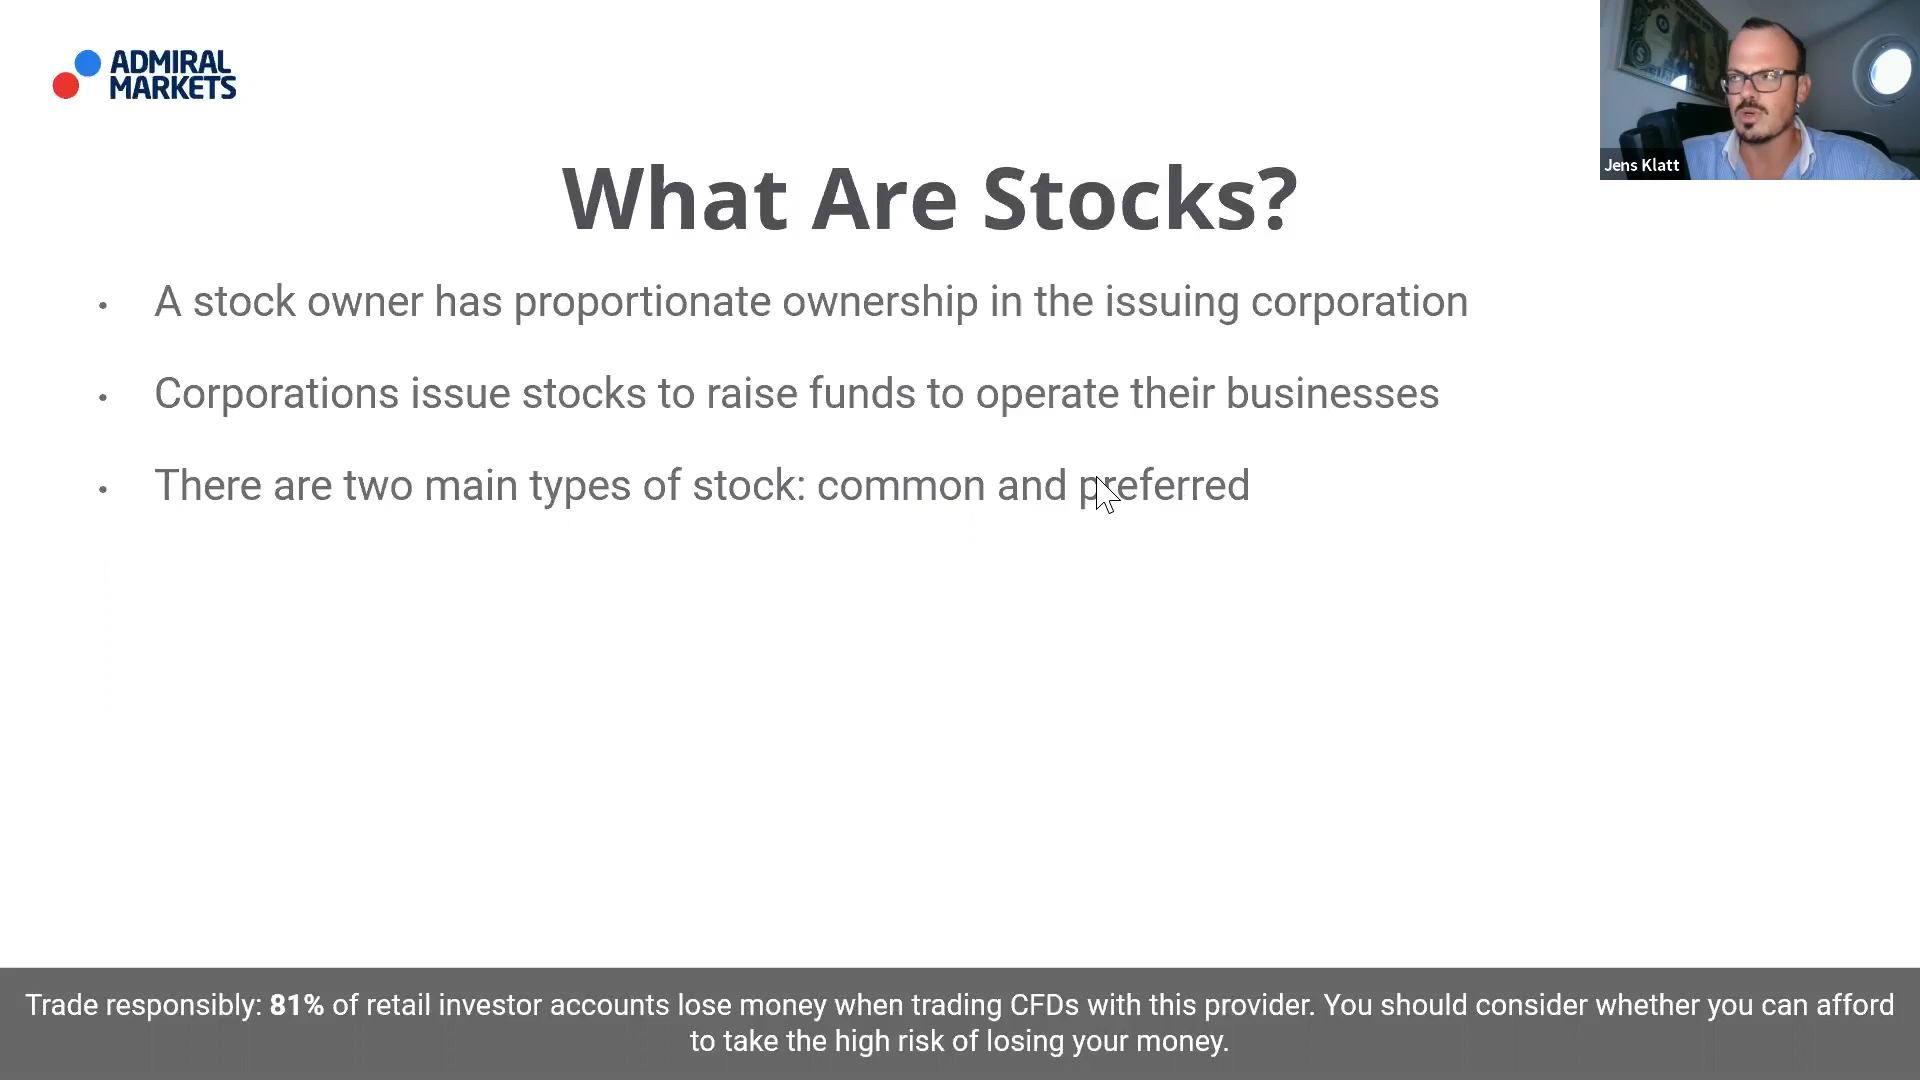 ADMIRAL
MARKETS
Jens Klatt
What Are Stocks?
• A stock owner has proportionate ownership in the issuing corporation
• Corporations issue stocks to raise funds to operate their businesses
• There are two main types of stock: common and preferred
Trade responsibly: 81% of retail investor accounts lose money when trading CFDs with this provider. You should consider whether you can afford
to take the high risk of losing your money.